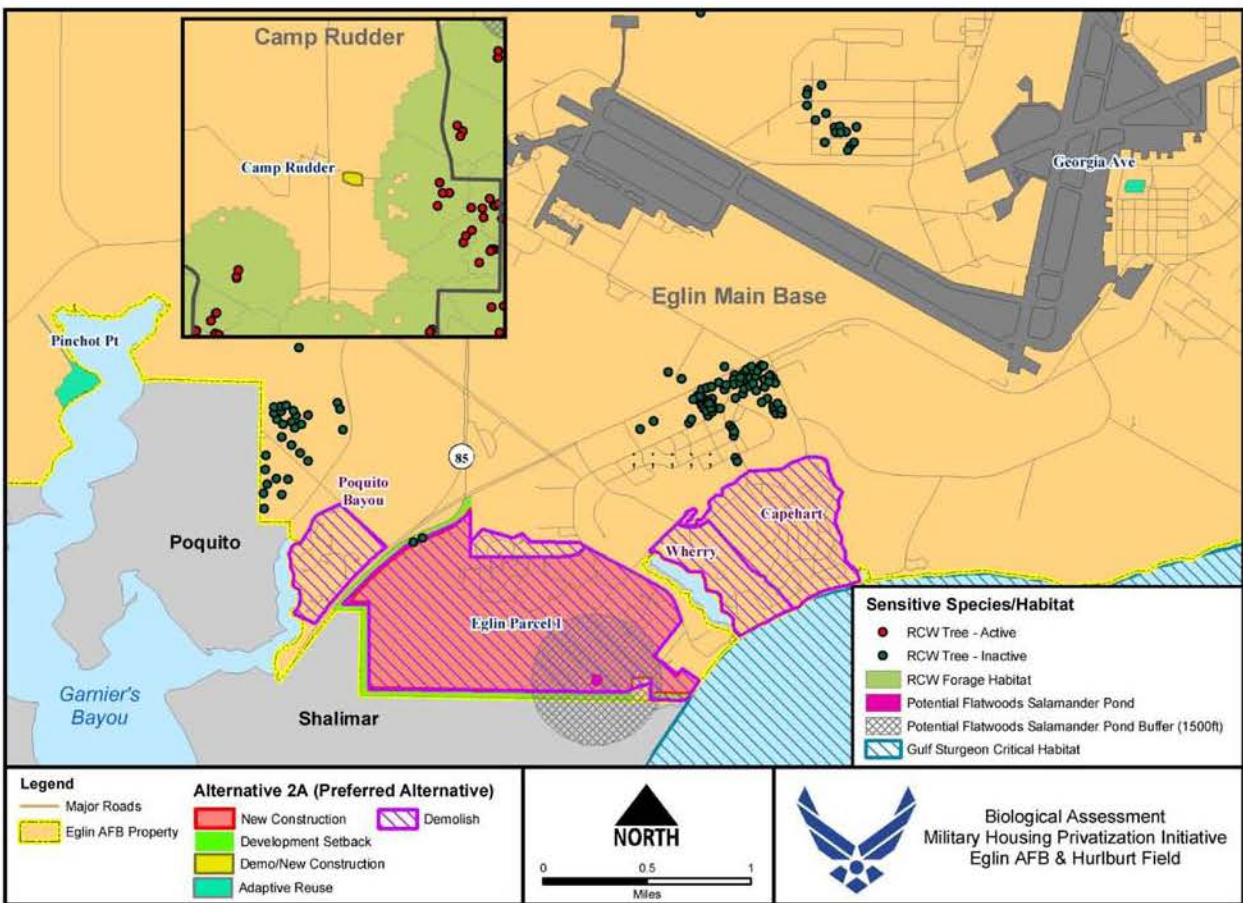 Camp Rudder
Camp Rudder
Georgia Ave
Eglin Main Base
Pinchot Pt
85
Poquito
Bayou
Poquito
Capehart
Wherry
Eglin Parcel 1
Garnier's
Bayou
Shalimar
Sensitive Species/Habitat
RCW Tree - Active
RCW Tree - Inactive
RCW Forage Habitat
Potential Flatwoods Salamander Pond
Potential Flatwoods Salamander Pond Buffer (1500ft)
Gulf Sturgeon Critical Habitat
Legend
Major Roads
Eglin AFB Property
Alternative 2A (Preferred Alternative)
New Construction
Demolish
Development Setback
Demo/New Construction
Adaptive Reuse
NORTH
0 0.5 1
Miles
Biological Assessment
Military Housing Privatization Initiative
Eglin AFB & Hurlburt Field